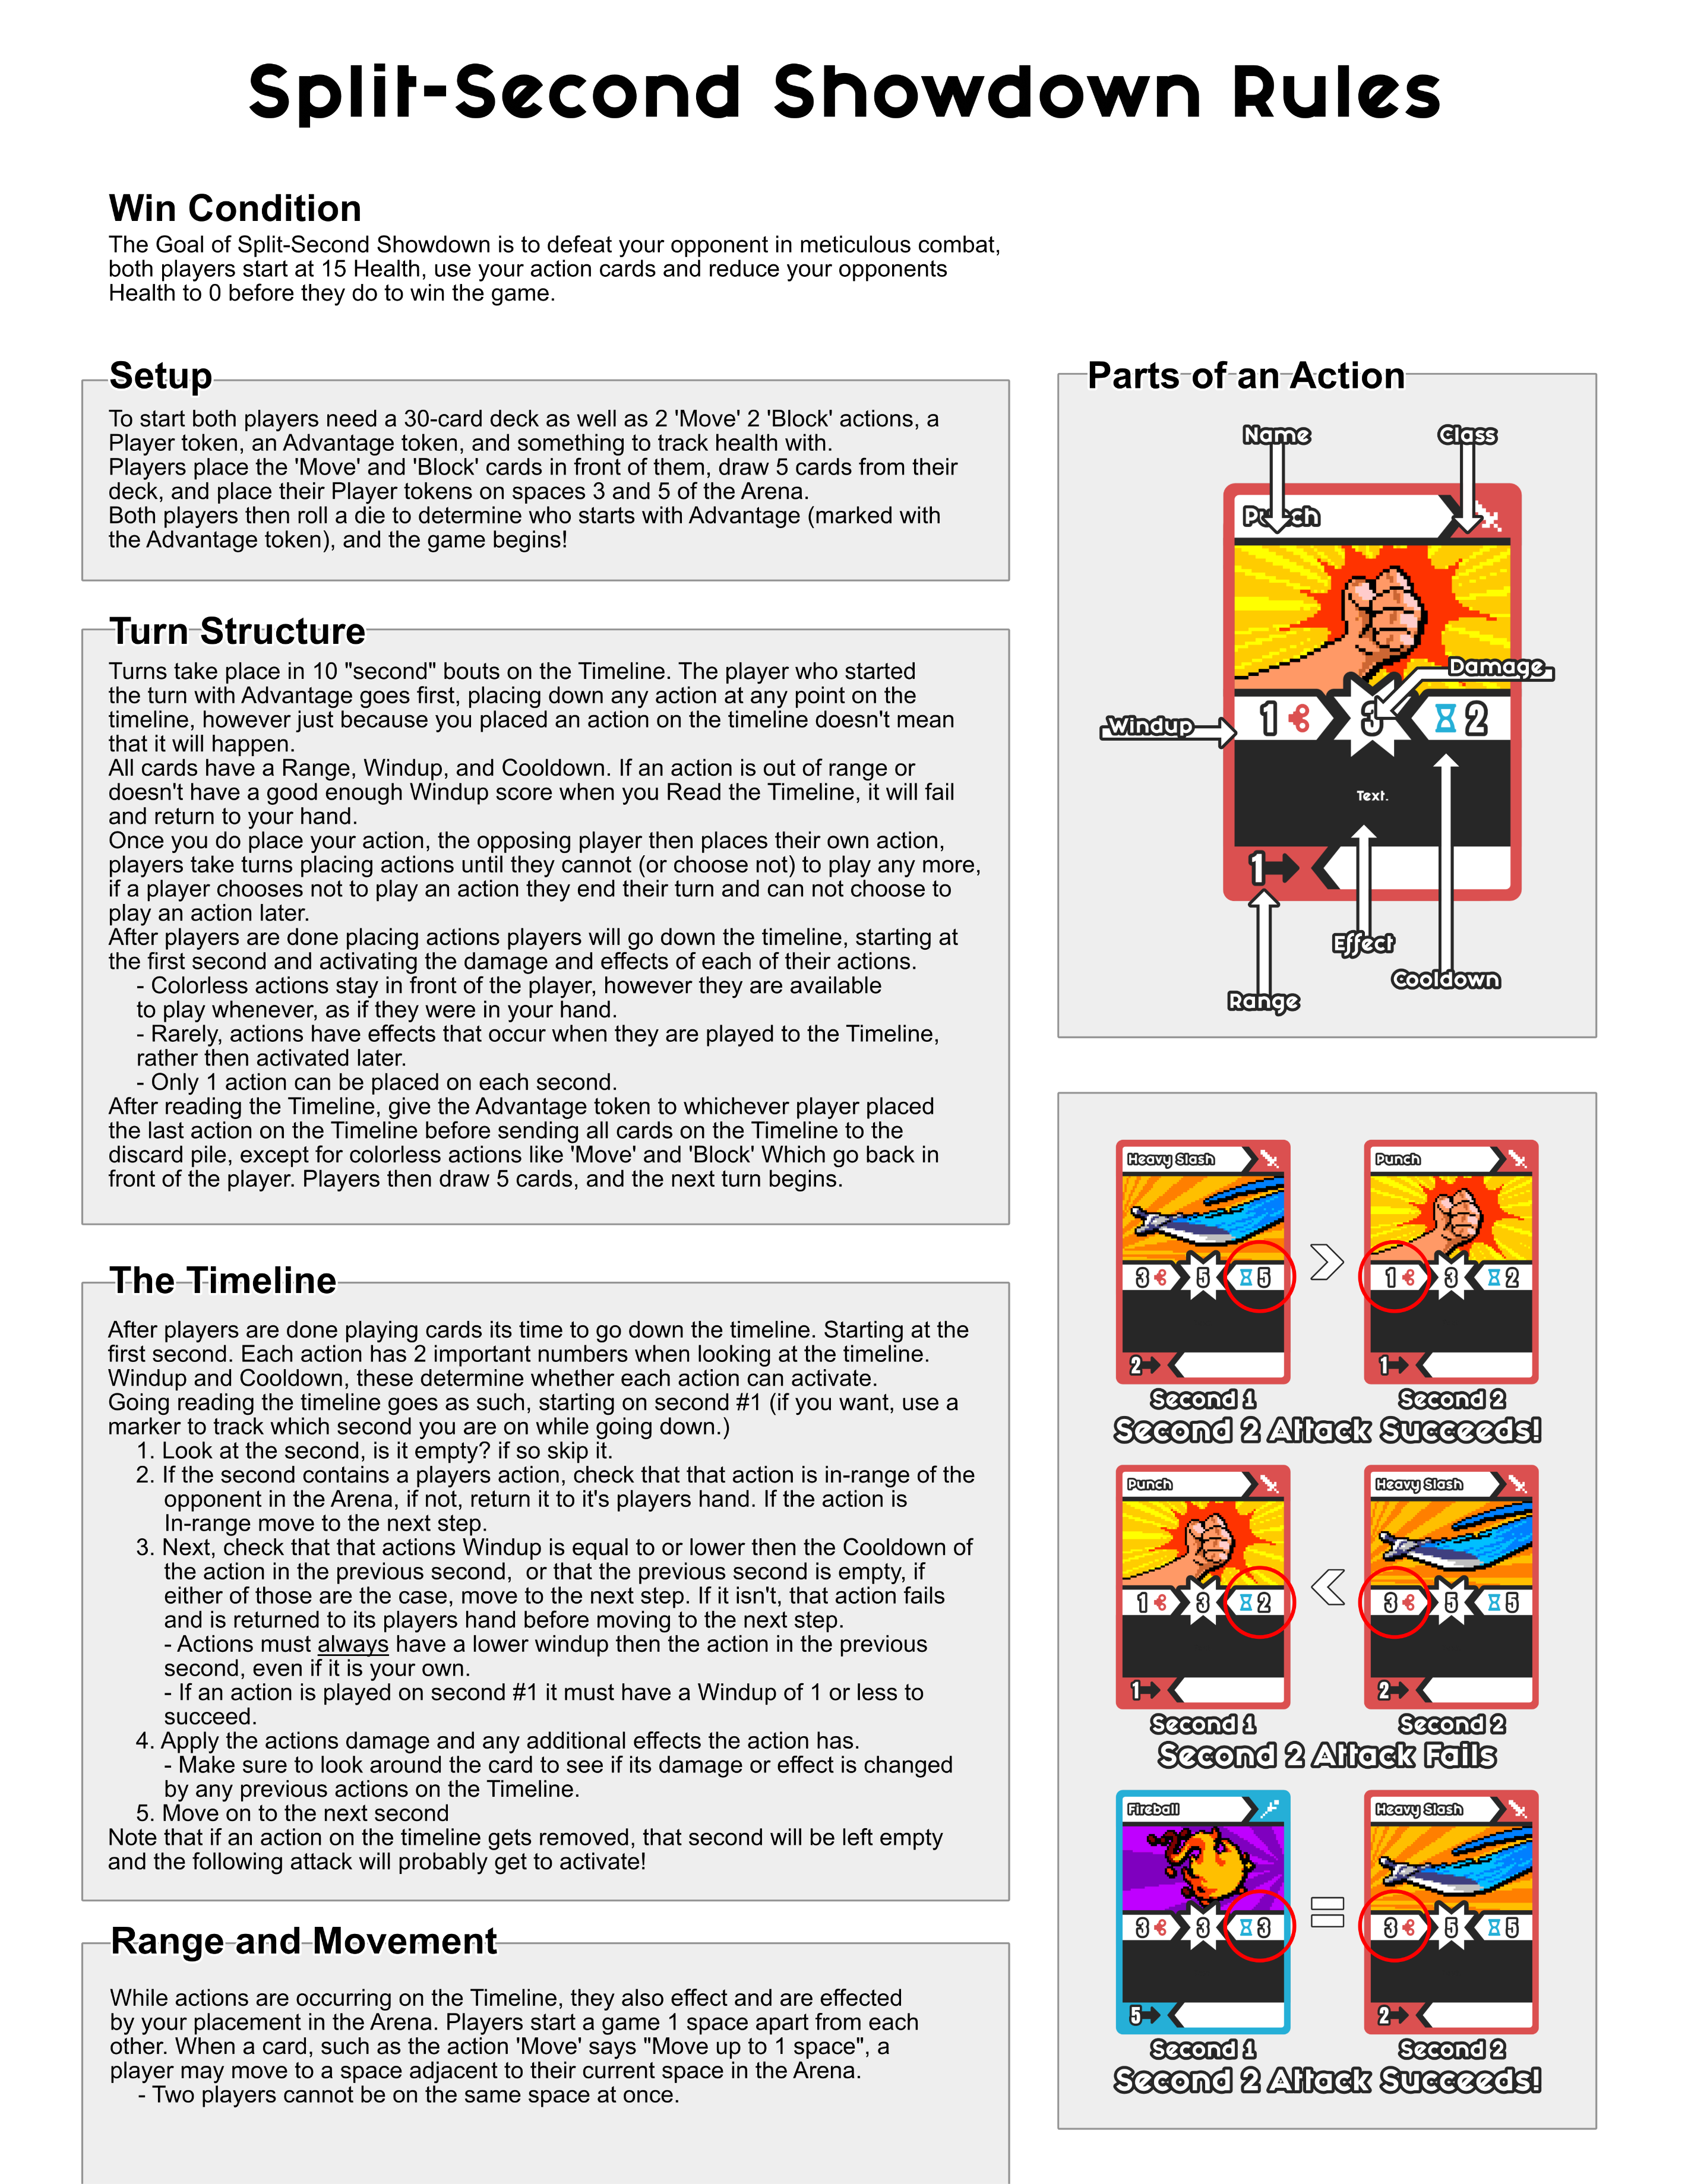 Split-Second Showdown Rules
Win Condition
The Goal of Split-Second Showdown is to defeat your opponent in meticulous combat,
both players start at 15 Health, use your action cards and reduce your opponents
Health to 0 before they do to win the game.
Setup
To start both players need a 30-card deck as well as 2 'Move' 2 'Block' actions, a
Player token, an Advantage token, and something to track health with.
Players place the 'Move' and 'Block' cards in front of them, draw 5 cards from their
deck, and place their Player tokens on spaces 3 and 5 of the Arena.
Both players then roll a die to determine who starts with Advantage (marked with
the Advantage token), and the game begins!
Turn Structure
Turns take place in 10 "second" bouts on the Timeline. The player who started
the turn with Advantage goes first, placing down any action at any point on the
timeline, however just because you placed an action on the timeline doesn't mean
that it will happen.
All cards have a Range, Windup, and Cooldown. If an action is out of range or
doesn't have a good enough Windup score when you Read the Timeline, it will fail
and return to your hand.
Once you do place your action, the opposing player then places their own action,
players take turns placing actions until they cannot (or choose not) to play any more,
if a player chooses not to play an action they end their turn and can not choose to
play an action later.
After players are done placing actions players will go down the timeline, starting at
the first second and activating the damage and effects of each of their actions.
- Colorless actions stay in front of the player, however they are available
to play whenever, as if they were in your hand.
- Rarely, actions have effects that occur when they are played to the Timeline,
rather then activated later.
- Only 1 action can be placed on each second.
After reading the Timeline, give the Advantage token to whichever player placed
the last action on the Timeline before sending all cards on the Timeline to the
discard pile, except for colorless actions like 'Move' and 'Block' Which go back in
front of the player. Players then draw 5 cards, and the next turn begins.
The Timeline
After players are done playing cards its time to go down the timeline. Starting at the
first second. Each action has 2 important numbers when looking at the timeline.
Windup and Cooldown, these determine whether each action can activate.
Going reading the timeline goes as such, starting on second #1 (if you want, use a
marker to track which second you are on while going down.)
1. Look at the second, is it empty? if so skip it.
2. If the second contains a players action, check that that action is in-range of the
opponent in the Arena, if not, return it to it's players hand. If the action is
In-range move to the next step.
3. Next, check that that actions Windup is equal to or lower then the Cooldown of
the action in the previous second, or that the previous second is empty, if
either of those are the case, move to the next step. If it isn't, that action fails
and is returned to its players hand before moving to the next step.
- Actions must always have a lower windup then the action in the previous
second, even if it is your own.
- If an action is played on second #1 it must have a Windup of 1 or less to
succeed.
4. Apply the actions damage and any additional effects the action has.
- Make sure to look around the card to see if its damage or effect is changed
by any previous actions on the Timeline.
5. Move on to the next second
Note that if an action on the timeline gets removed, that second will be left empty
and the following attack will probably get to activate!
Range and Movement
While actions are occurring on the Timeline, they also effect and are effected
by your placement in the Arena. Players start a game 1 space apart from each
other. When a card, such as the action 'Move' says "Move up to 1 space", a
player may move to a space adjacent to their current space in the Arena.
- Two players cannot be on the same space at once.
Parts of an Action
Name Class
Punch
Damage
Windup
1 3 2
Text.
1
Effect
Cooldown
Range
Heavy Slash Punch
3 5 5 > 1 3 2
2 1
Second 1 Second 2
Second 2 Attack Succeeds!
Punch Heavy Slash
1 3 2 < 3 5 5
1 2
Second 1 Second 2
Second 2 Attack Fails
Fireball Heavy Slash
3 3 3 = 3 5 5
5 2
Second 1 Second 2
Second 2 Attack Succeeds!